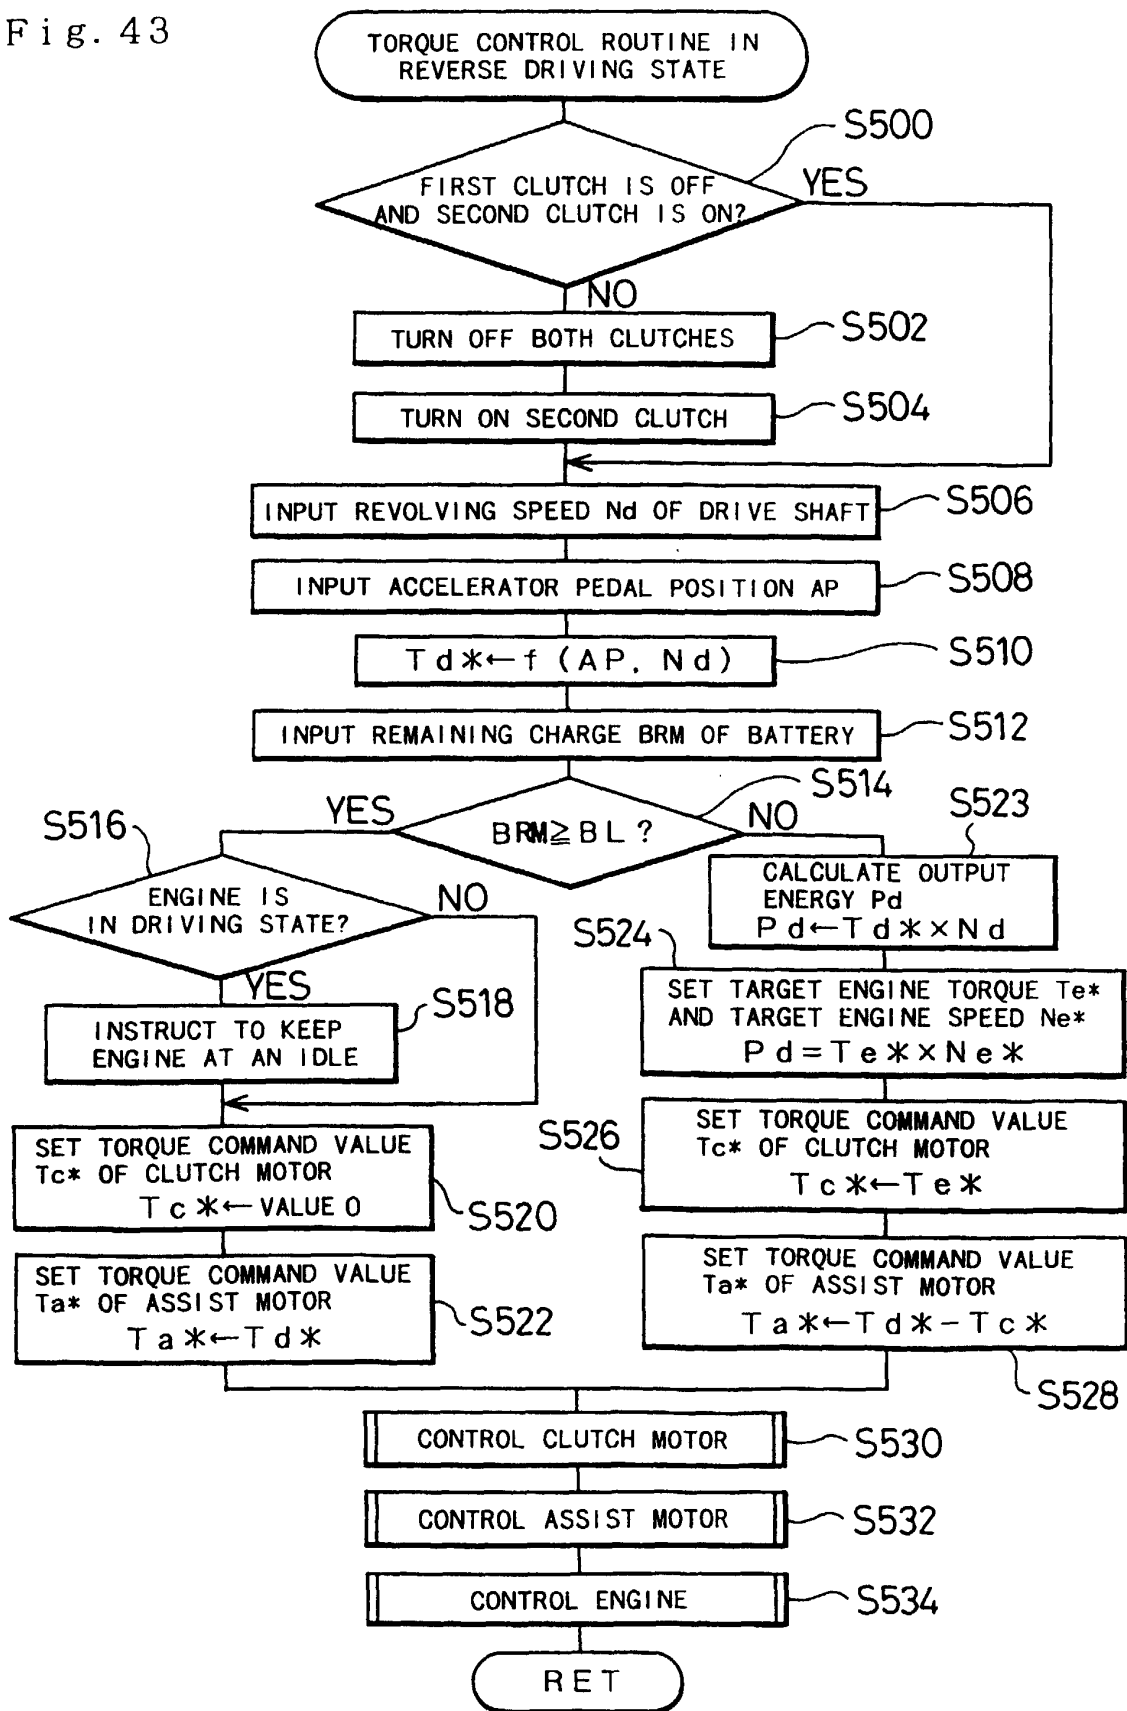 Fig. 43
TORQUE CONTROL ROUTINE IN
REVERSE DRIVING STATE
S500
FIRST CLUTCH IS OFF
AND SECOND CLUTCH IS ON?
YES
NO
TURN OFF BOTH CLUTCHES
S502
TURN ON SECOND CLUTCH
S504
INPUT REVOLVING SPEED Nd OF DRIVE SHAFT
S506
INPUT ACCELERATOR PEDAL POSITION AP
S508
Td*←f (AP, Nd)
S510
INPUT REMAINING CHARGE BRM OF BATTERY
S512
S514
BRM≧BL?
YES
NO
S516
ENGINE IS
IN DRIVING STATE?
NO
YES
INSTRUCT TO KEEP
ENGINE AT AN IDLE
S518
SET TORQUE COMMAND VALUE
Tc* OF CLUTCH MOTOR
Tc*←VALUE 0
S520
SET TORQUE COMMAND VALUE
Ta* OF ASSIST MOTOR
Ta*←Td*
S522
S523
CALCULATE OUTPUT
ENERGY Pd
Pd←Td*×Nd
S524
SET TARGET ENGINE TORQUE Te*
AND TARGET ENGINE SPEED Ne*
Pd=Te*×Ne*
S526
SET TORQUE COMMAND VALUE
Tc* OF CLUTCH MOTOR
Tc*←Te*
SET TORQUE COMMAND VALUE
Ta* OF ASSIST MOTOR
Ta*←Td*−Tc*
S528
CONTROL CLUTCH MOTOR
S530
CONTROL ASSIST MOTOR
S532
CONTROL ENGINE
S534
RET